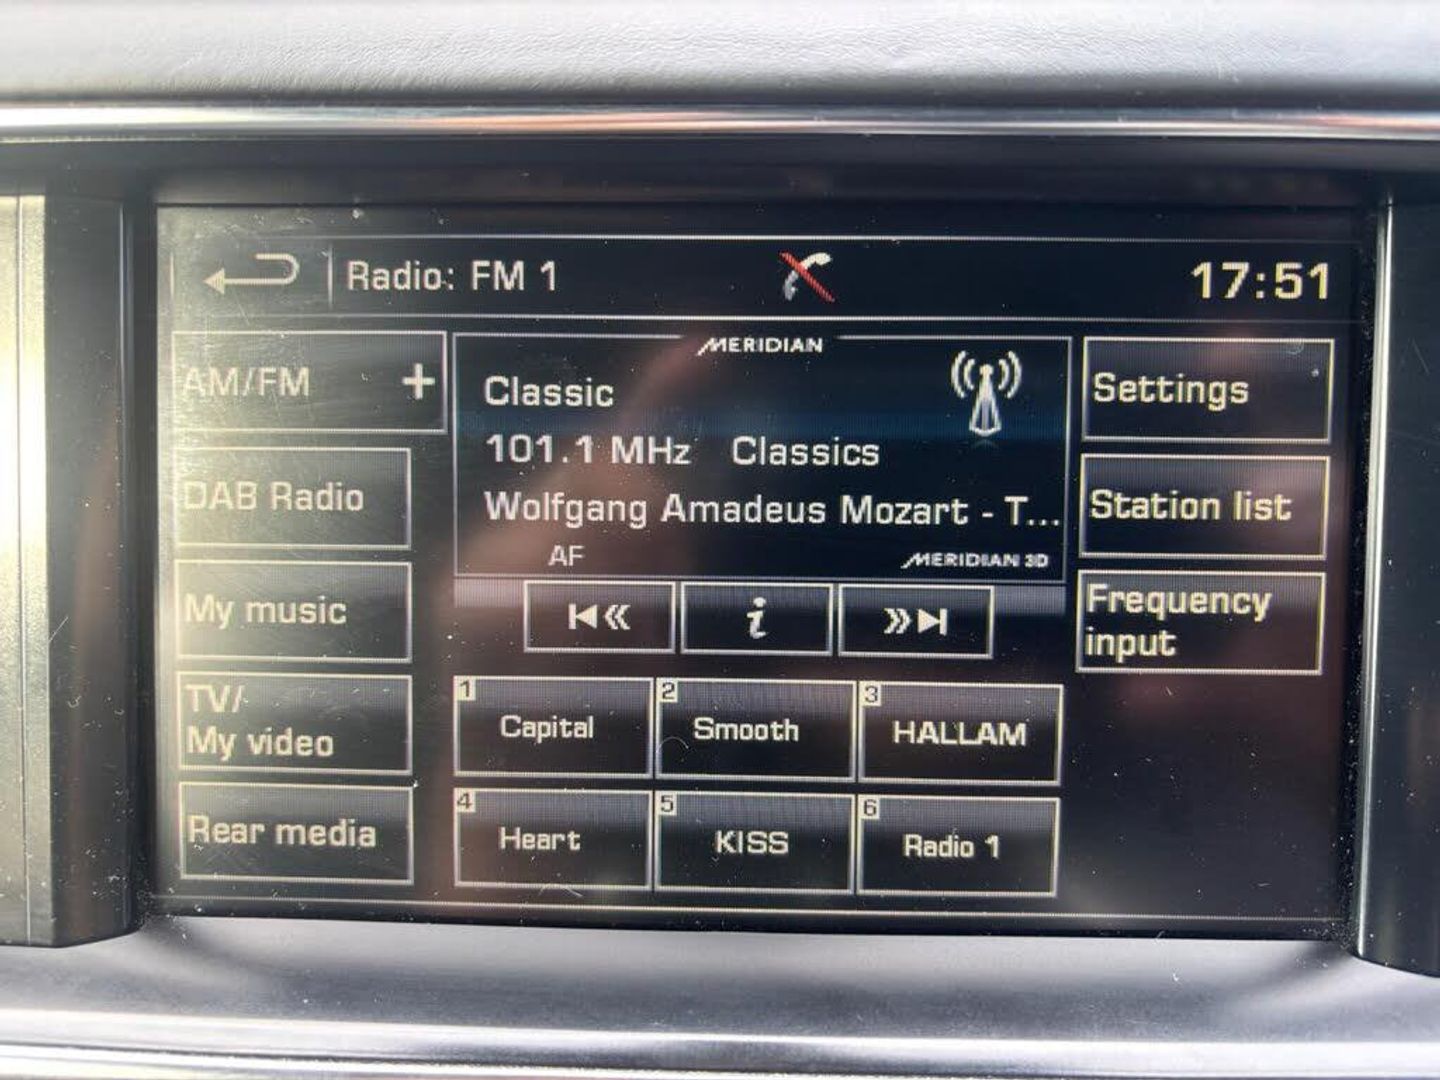 Radio: FM 1
17:51
AM/FM +
MERIDIAN
Classic
Settings
101.1 MHz Classics
DAB Radio
Wolfgang Amadeus Mozart - T...
Station list
AF
MERIDIAN 3D
My music
i
Frequency
input
TV/
My video
1
Capital
2
Smooth
3
HALLAM
Rear media
4
Heart
5
KISS
6
Radio 1